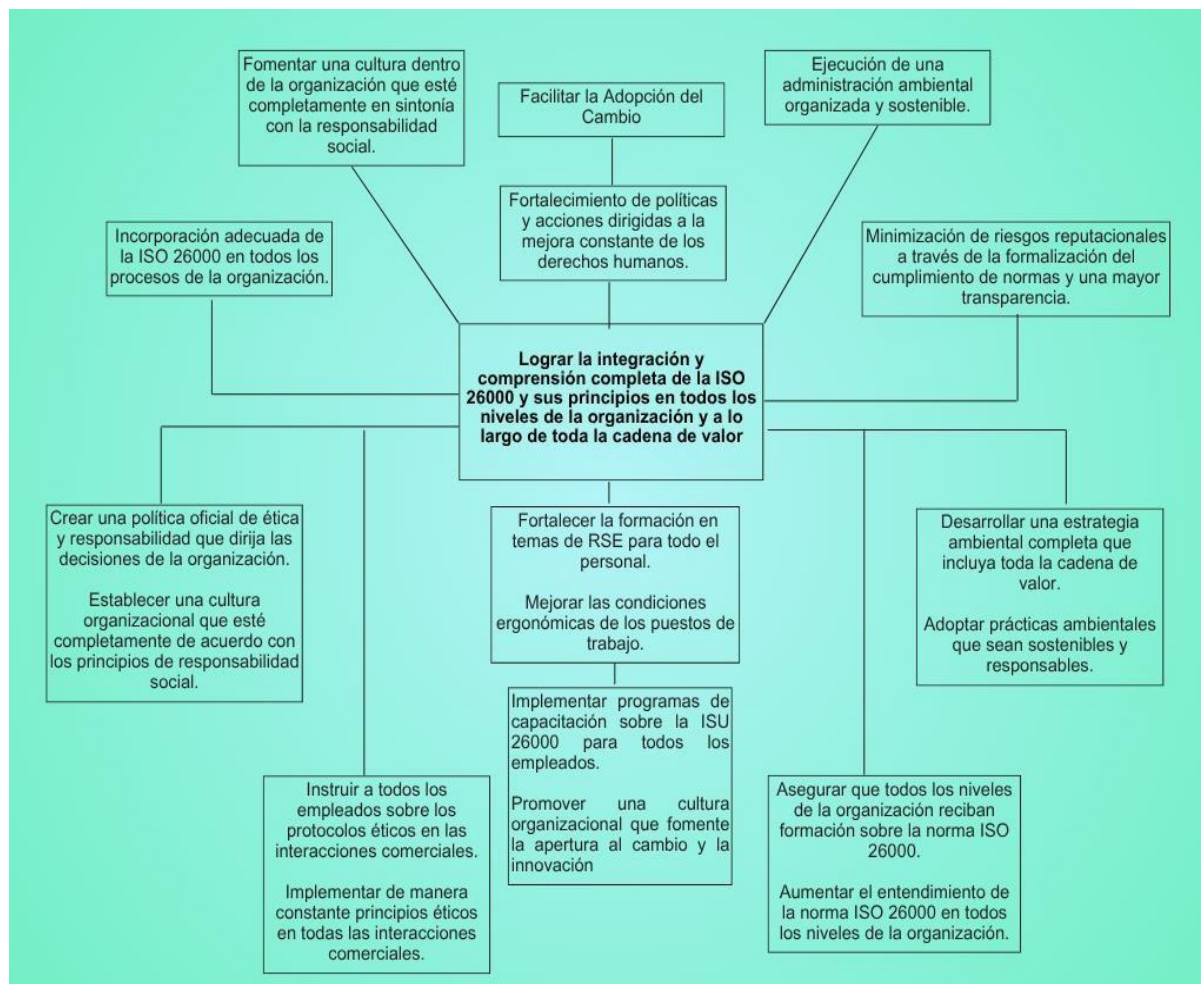 Fomentar una cultura dentro
de la organización que esté
completamente en sintonía
con la responsabilidad
social.
Facilitar la Adopción del
Cambio
Ejecución de una
administración ambiental
organizada y sostenible.
Incorporación adecuada de
la ISO 26000 en todos los
procesos de la organización.
Fortalecimiento de políticas
y acciones dirigidas a la
mejora constante de los
derechos humanos.
Minimización de riesgos reputacionales
a través de la formalización del
cumplimiento de normas y una mayor
transparencia.
Lograr la integración y
comprensión completa de la ISO
26000 y sus principios en todos los
niveles de la organización y a lo
largo de toda la cadena de valor
Crear una política oficial de ética
y responsabilidad que dirija las
decisiones de la organización.
Establecer una cultura
organizacional que esté
completamente de acuerdo con
los principios de responsabilidad
social.
Fortalecer la formación en
temas de RSE para todo el
personal.
Mejorar las condiciones
ergonómicas de los puestos de
trabajo.
Desarrollar una estrategia
ambiental completa que
incluya toda la cadena de
valor.
Adoptar prácticas ambientales
que sean sostenibles y
responsables.
Instruir a todos los
empleados sobre los
protocolos éticos en las
interacciones comerciales.
Implementar de manera
constante principios éticos
en todas las interacciones
comerciales.
Implementar programas de
capacitación sobre la ISU
26000 para todos los
empleados.
Promover una cultura
organizacional que fomente
la apertura al cambio y la
innovación
Asegurar que todos los niveles
de la organización reciban
formación sobre la norma ISO
26000.
Aumentar el entendimiento de
la norma ISO 26000 en todos
los niveles de la organización.